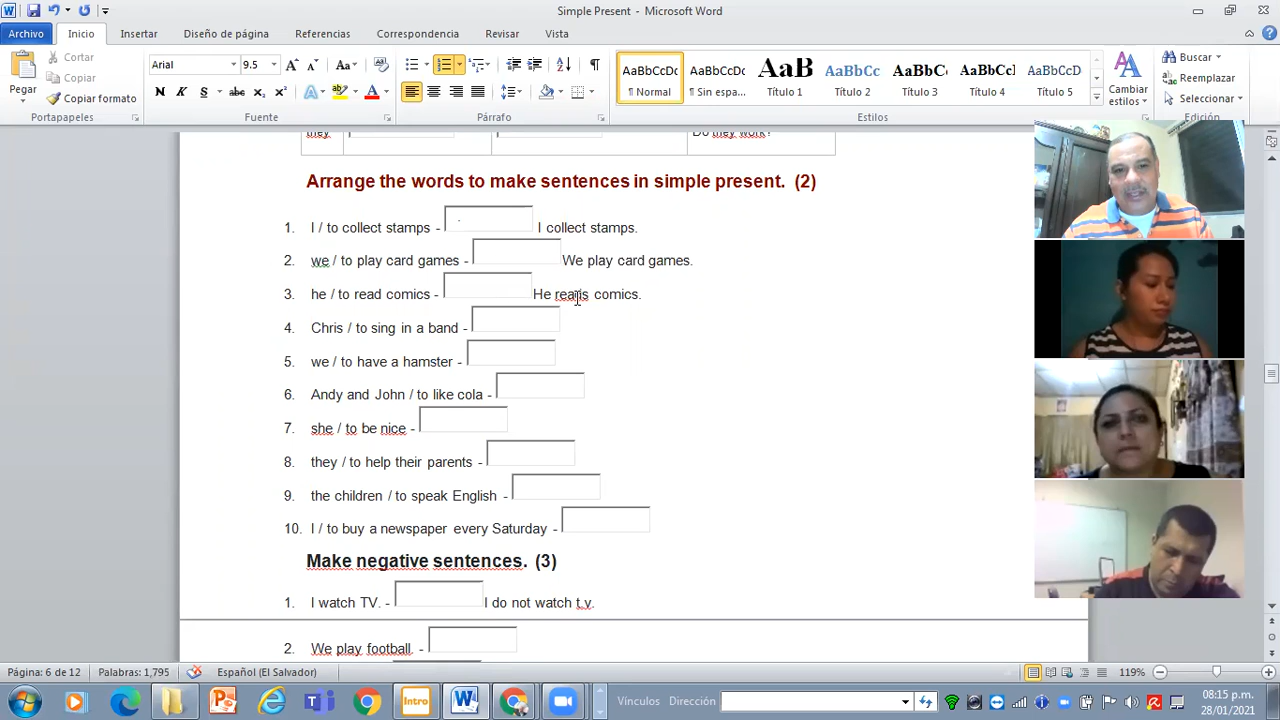 Simple Present - Microsoft Word
Archivo Inicio Insertar Diseño de página Referencias Correspondencia Revisar Vista
Pegar
Cortar
Copiar
Copiar formato
Portapapeles
Arial 9.5
Fuente
Párrafo
AaBbCcDc AaBbCcDc AaB AaBbCc AaBbC AaBbCcI AaBbCcD
¶ Normal ¶ Sin espa... Título 1 Título 2 Título 3 Título 4 Título 5
Estilos
Cambiar estilos
Buscar
Reemplazar
Seleccionar
Edición
they Do they work?
Arrange the words to make sentences in simple present. (2)
1. I / to collect stamps - I collect stamps.
2. we / to play card games - We play card games.
3. he / to read comics - He reans comics.
4. Chris / to sing in a band -
5. we / to have a hamster -
6. Andy and John / to like cola -
7. she / to be nice -
8. they / to help their parents -
9. the children / to speak English -
10. I / to buy a newspaper every Saturday -
Make negative sentences. (3)
1. I watch TV. - I do not watch t.v.
2. We play football. -
Página: 6 de 12 Palabras: 1,795 Español (El Salvador) 119%
Intro Vínculos Dirección 08:15 p.m.
28/01/2021